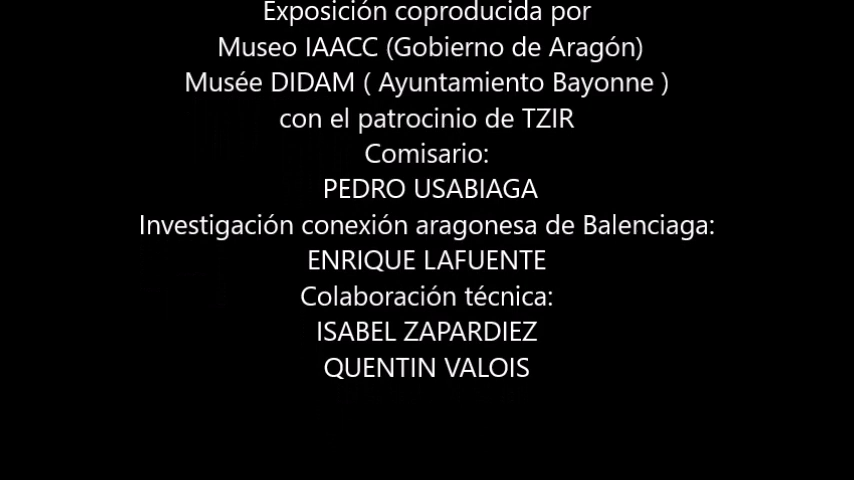 Exposición coproducida por
Museo IAACC (Gobierno de Aragón)
Musée DIDAM ( Ayuntamiento Bayonne )
con el patrocinio de TZIR
Comisario:
PEDRO USABIAGA
Investigación conexión aragonesa de Balenciaga:
ENRIQUE LAFUENTE
Colaboración técnica:
ISABEL ZAPARDIEZ
QUENTIN VALOIS